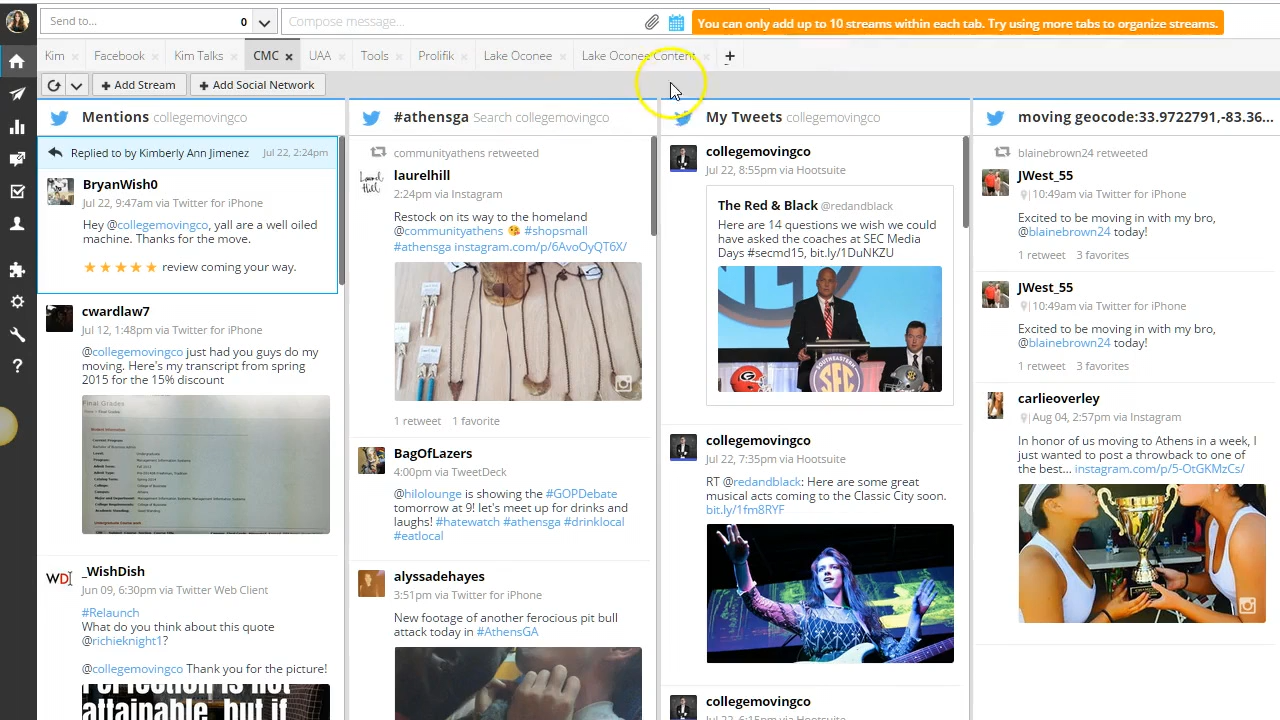 Send to... 0
Compose message...
You can only add up to 10 streams within each tab. Try using more tabs to organize streams.
Kim Facebook Kim Talks CMC UAA Tools Prolifik Lake Oconee Lake Oconee Content
Add Stream Add Social Network
Mentions collegemovingco
Replied to by Kimberly Ann Jimenez Jul 22, 2:24pm
BryanWish0
Jul 22, 9:47am via Twitter for iPhone
Hey @collegemovingco, yall are a well oiled
machine. Thanks for the move.
★★★★★ review coming your way.
cwardlaw7
Jul 12, 1:48pm via Twitter for iPhone
@collegemovingco just had you guys do my
moving. Here's my transcript from spring
2015 for the 15% discount
Final Grades
_WishDish
Jun 09, 6:30pm via Twitter Web Client
#Relaunch
What do you think about this quote
@richieknight1?
@collegemovingco Thank you for the picture!
attainable, but if
#athensga Search collegemovingco
communityathens retweeted
laurelhill
2:24pm via Instagram
Restock on its way to the homeland
@communityathens 😘 #shopsmall
#athensga instagram.com/p/6AvoOyQT6X/
1 retweet 1 favorite
BagOfLazers
4:00pm via TweetDeck
@hilolounge is showing the #GOPDebate
tomorrow at 9! let's meet up for drinks and
laughs! #hatewatch #athensga #drinklocal
#eatlocal
alyssadehayes
3:51pm via Twitter for iPhone
New footage of another ferocious pit bull
attack today in #AthensGA
My Tweets collegemovingco
collegemovingco
Jul 22, 8:55pm via Hootsuite
The Red & Black @redandblack
Here are 14 questions we wish we could
have asked the coaches at SEC Media
Days #secmd15, bit.ly/1DuNKZU
SEC
collegemovingco
Jul 22, 7:35pm via Hootsuite
RT @redandblack: Here are some great
musical acts coming to the Classic City soon.
bit.ly/1fm8RYF
collegemovingco
Jul 22, 6:15pm via Hootsuite
moving geocode:33.9722791,-83.36...
blainebrown24 retweeted
JWest_55
10:49am via Twitter for iPhone
Excited to be moving in with my bro,
@blainebrown24 today!
1 retweet 3 favorites
JWest_55
10:49am via Twitter for iPhone
Excited to be moving in with my bro,
@blainebrown24 today!
1 retweet 3 favorites
carlieoverley
Aug 04, 2:57pm via Instagram
In honor of us moving to Athens in a week, I
just wanted to post a throwback to one of
the best... instagram.com/p/5-OtGKMzCs/